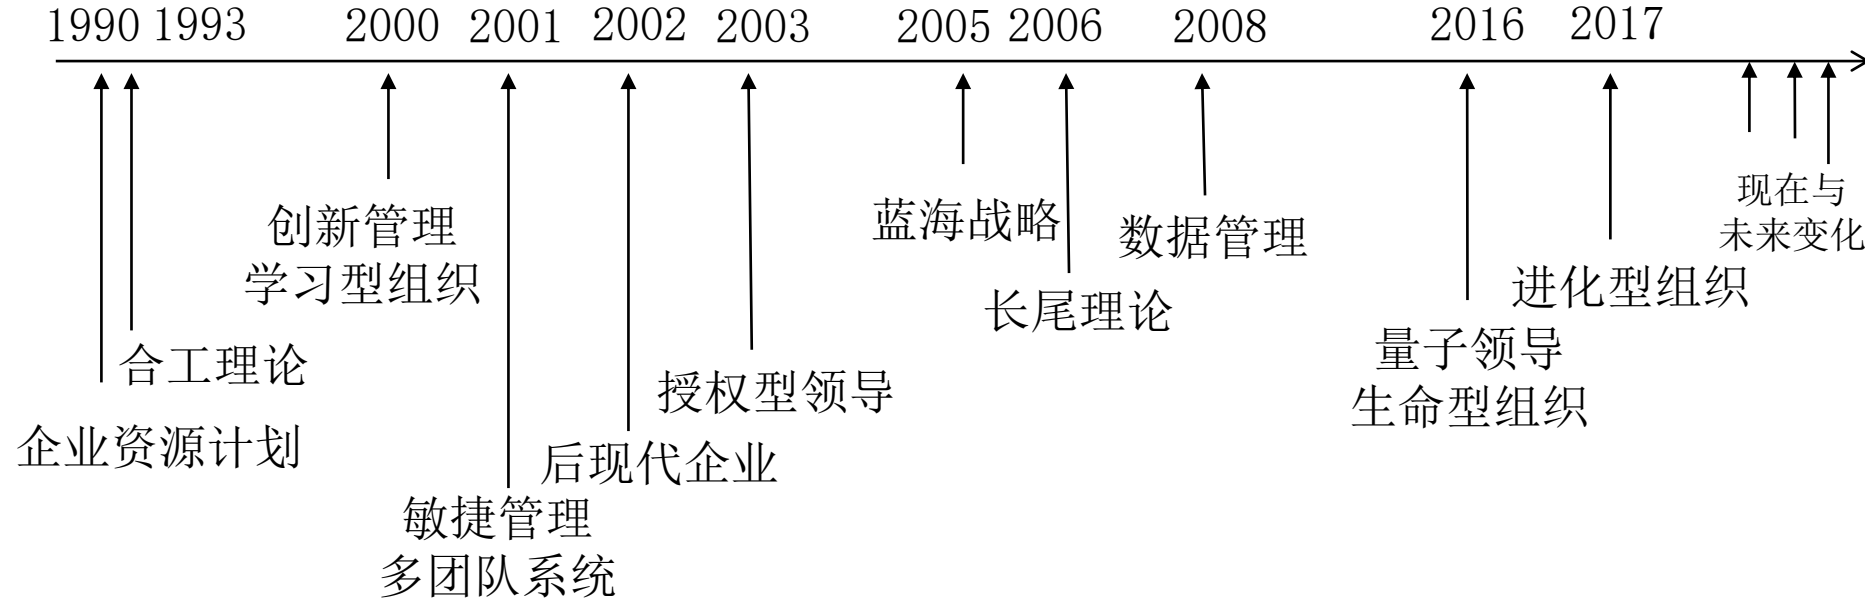 1990 1993 2000 2001 2002 2003 2005 2006 2008 2016 2017
企业资源计划
合工理论
创新管理
学习型组织
敏捷管理
多团队系统
后现代企业
授权型领导
蓝海战略
长尾理论
数据管理
量子领导
生命型组织
进化型组织
现在与
未来变化